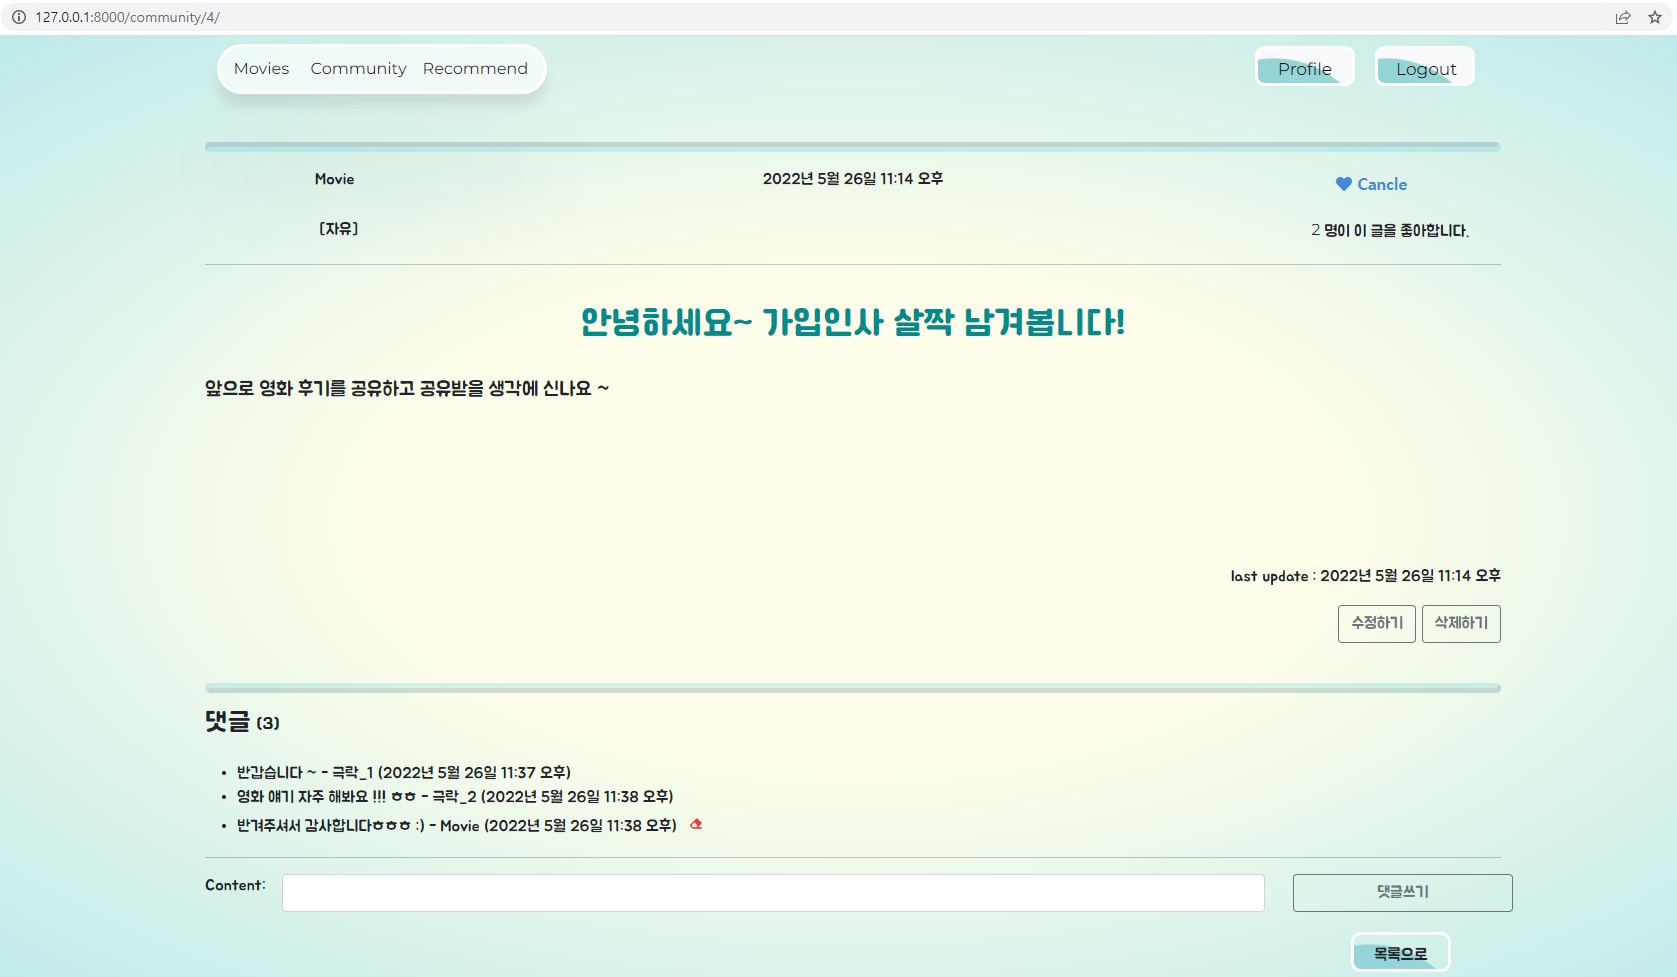 127.0.0.1:8000/community/4/
Movies Community Recommend Profile Logout
Movie 2022년 5월 26일 11:14 오후 Cancle
[자유] 2 명이 이 글을 좋아합니다.
안녕하세요~ 가입인사 살짝 남겨봅니다!
앞으로 영화 후기를 공유하고 공유받을 생각에 신나요 ~
last update : 2022년 5월 26일 11:14 오후
수정하기 삭제하기
댓글 (3)
반갑습니다 ~ - 극락_1 (2022년 5월 26일 11:37 오후)
영화 얘기 자주 해봐요 !!! ㅎㅎ - 극락_2 (2022년 5월 26일 11:38 오후)
반겨주셔서 감사합니다ㅎㅎㅎ :) - Movie (2022년 5월 26일 11:38 오후)
Content: 댓글쓰기
목록으로